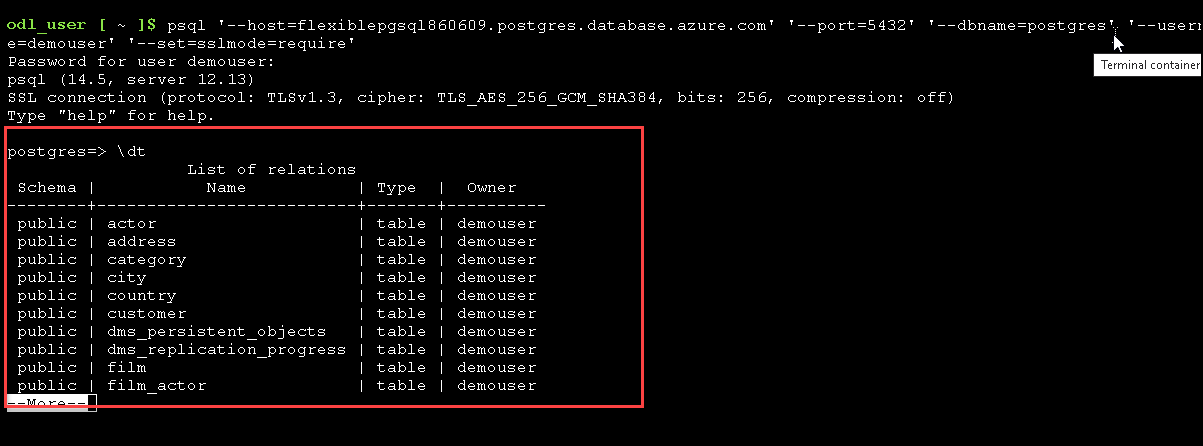 odl_user [ ~ ]$ psql '--host=flexiblepgsql860609.postgres.database.azure.com' '--port=5432' '--dbname=postgres' '--usern
e=demouser' '--set=sslmode=require'
Terminal container
Password for user demouser:
psql (14.5, server 12.13)
SSL connection (protocol: TLSv1.3, cipher: TLS_AES_256_GCM_SHA384, bits: 256, compression: off)
Type "help" for help.
postgres=> \dt
List of relations
Schema | Name | Type | Owner
--------+--------------------------+-------+----------
public | actor | table | demouser
public | address | table | demouser
public | category | table | demouser
public | city | table | demouser
public | country | table | demouser
public | customer | table | demouser
public | dms_persistent_objects | table | demouser
public | dms_replication_progress | table | demouser
public | film | table | demouser
public | film_actor | table | demouser
--More--